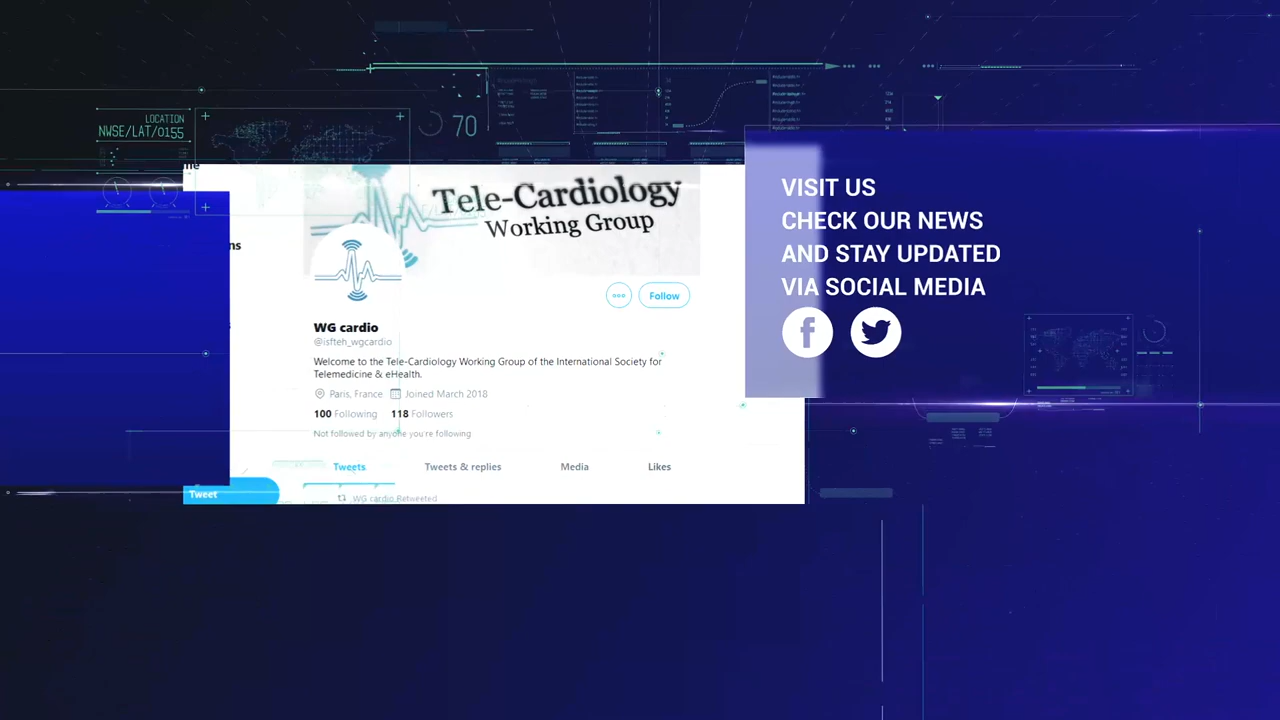 LOCATION
NWSE/LAT/0155
70
me
ns
Tele-Cardiology
Working Group
Follow
WG cardio
@isfteh_wgcardio
Welcome to the Tele-Cardiology Working Group of the International Society for
Telemedicine & eHealth.
Paris, France Joined March 2018
100 Following 118 Followers
Not followed by anyone you're following
Tweets Tweets & replies Media Likes
Tweet
WG cardio Retweeted
VISIT US
CHECK OUR NEWS
AND STAY UPDATED
VIA SOCIAL MEDIA